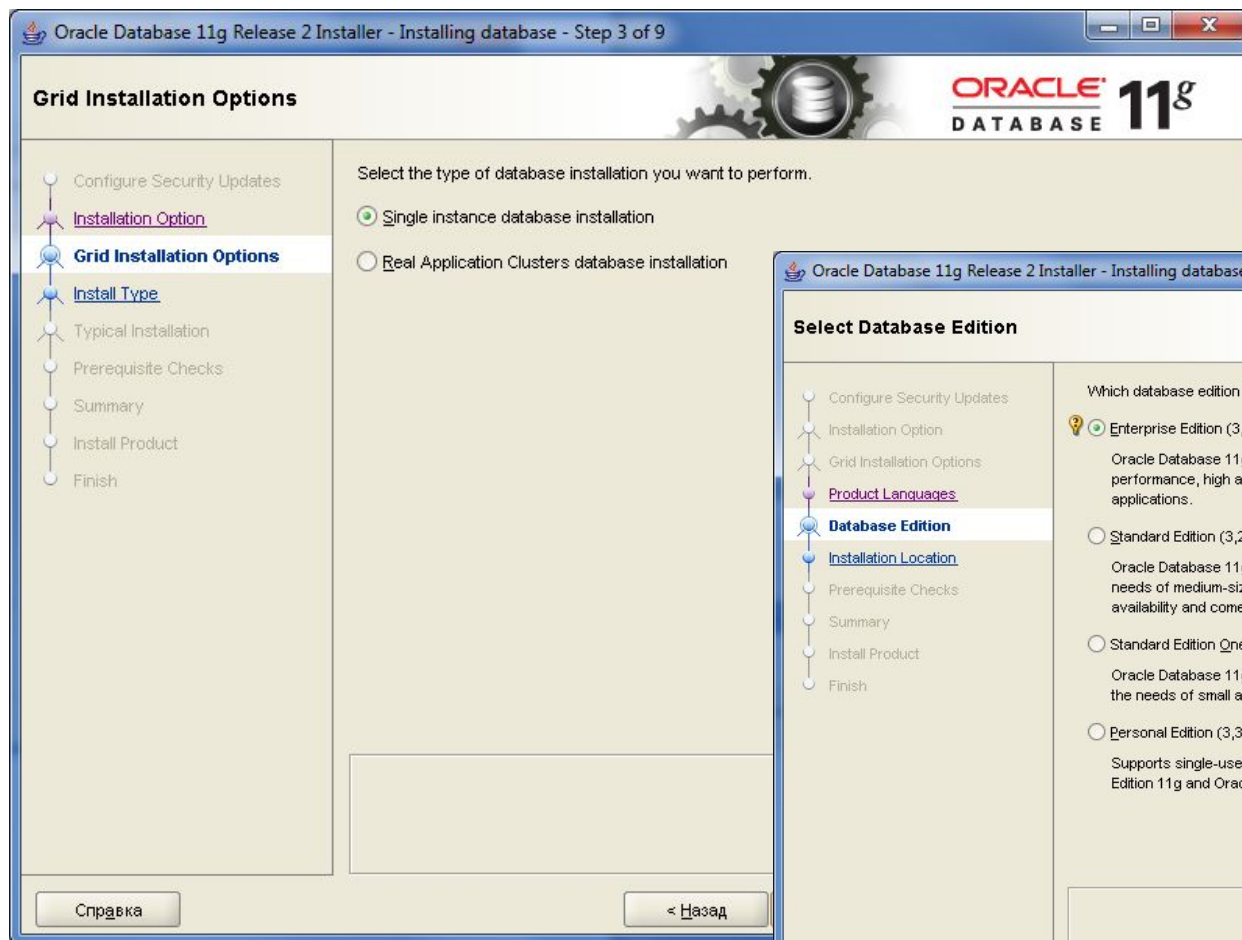 Oracle Database 11g Release 2 Installer - Installing database - Step 3 of 9
Grid Installation Options
ORACLE 11g
DATABASE
Configure Security Updates
Installation Option
Grid Installation Options
Install Type
Typical Installation
Prerequisite Checks
Summary
Install Product
Finish
Select the type of database installation you want to perform.
Single instance database installation
Real Application Clusters database installation
Справка
< Назад
Oracle Database 11g Release 2 Installer - Installing database
Select Database Edition
Configure Security Updates
Installation Option
Grid Installation Options
Product Languages
Database Edition
Installation Location
Prerequisite Checks
Summary
Install Product
Finish
Which database edition
Enterprise Edition (3,
Oracle Database 11
performance, high a
applications.
Standard Edition (3,2
Oracle Database 11
needs of medium-siz
availability and come
Standard Edition One
Oracle Database 11
the needs of small a
Personal Edition (3,3
Supports single-use
Edition 11g and Orac